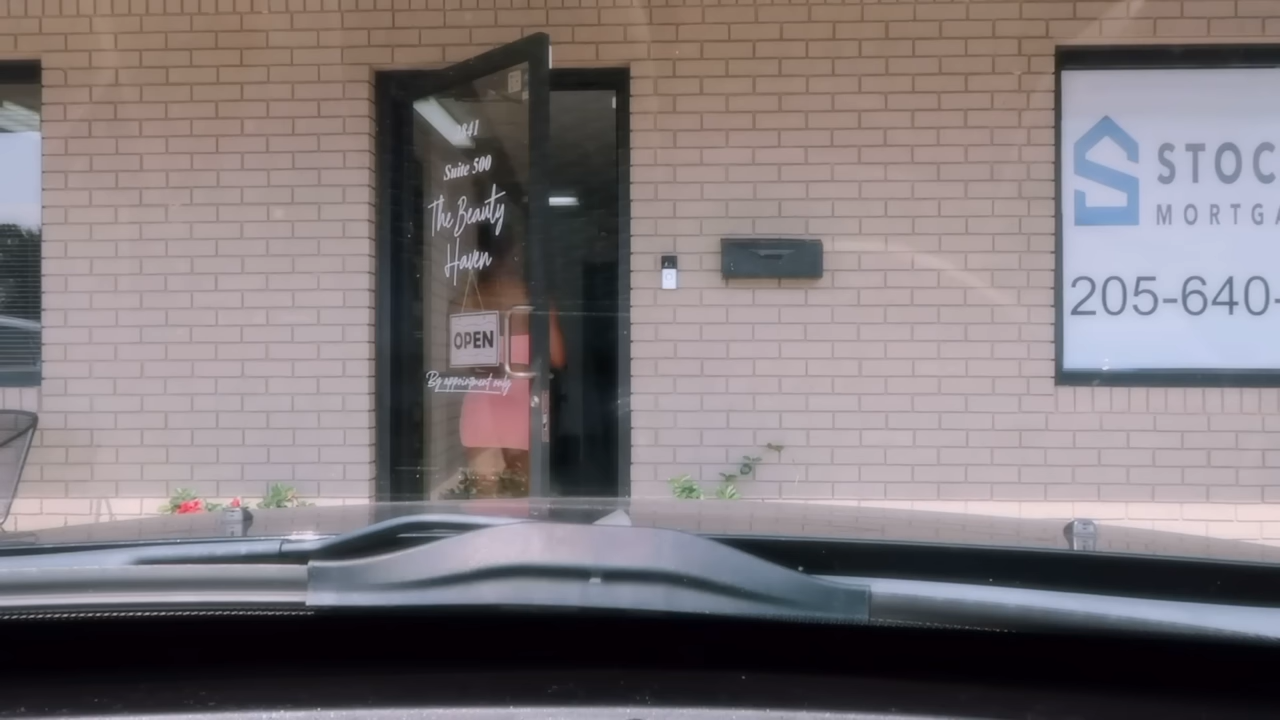 Suite 500
The Beauty
Haven
OPEN
By appointment only
STOC
MORTGA
205-640-